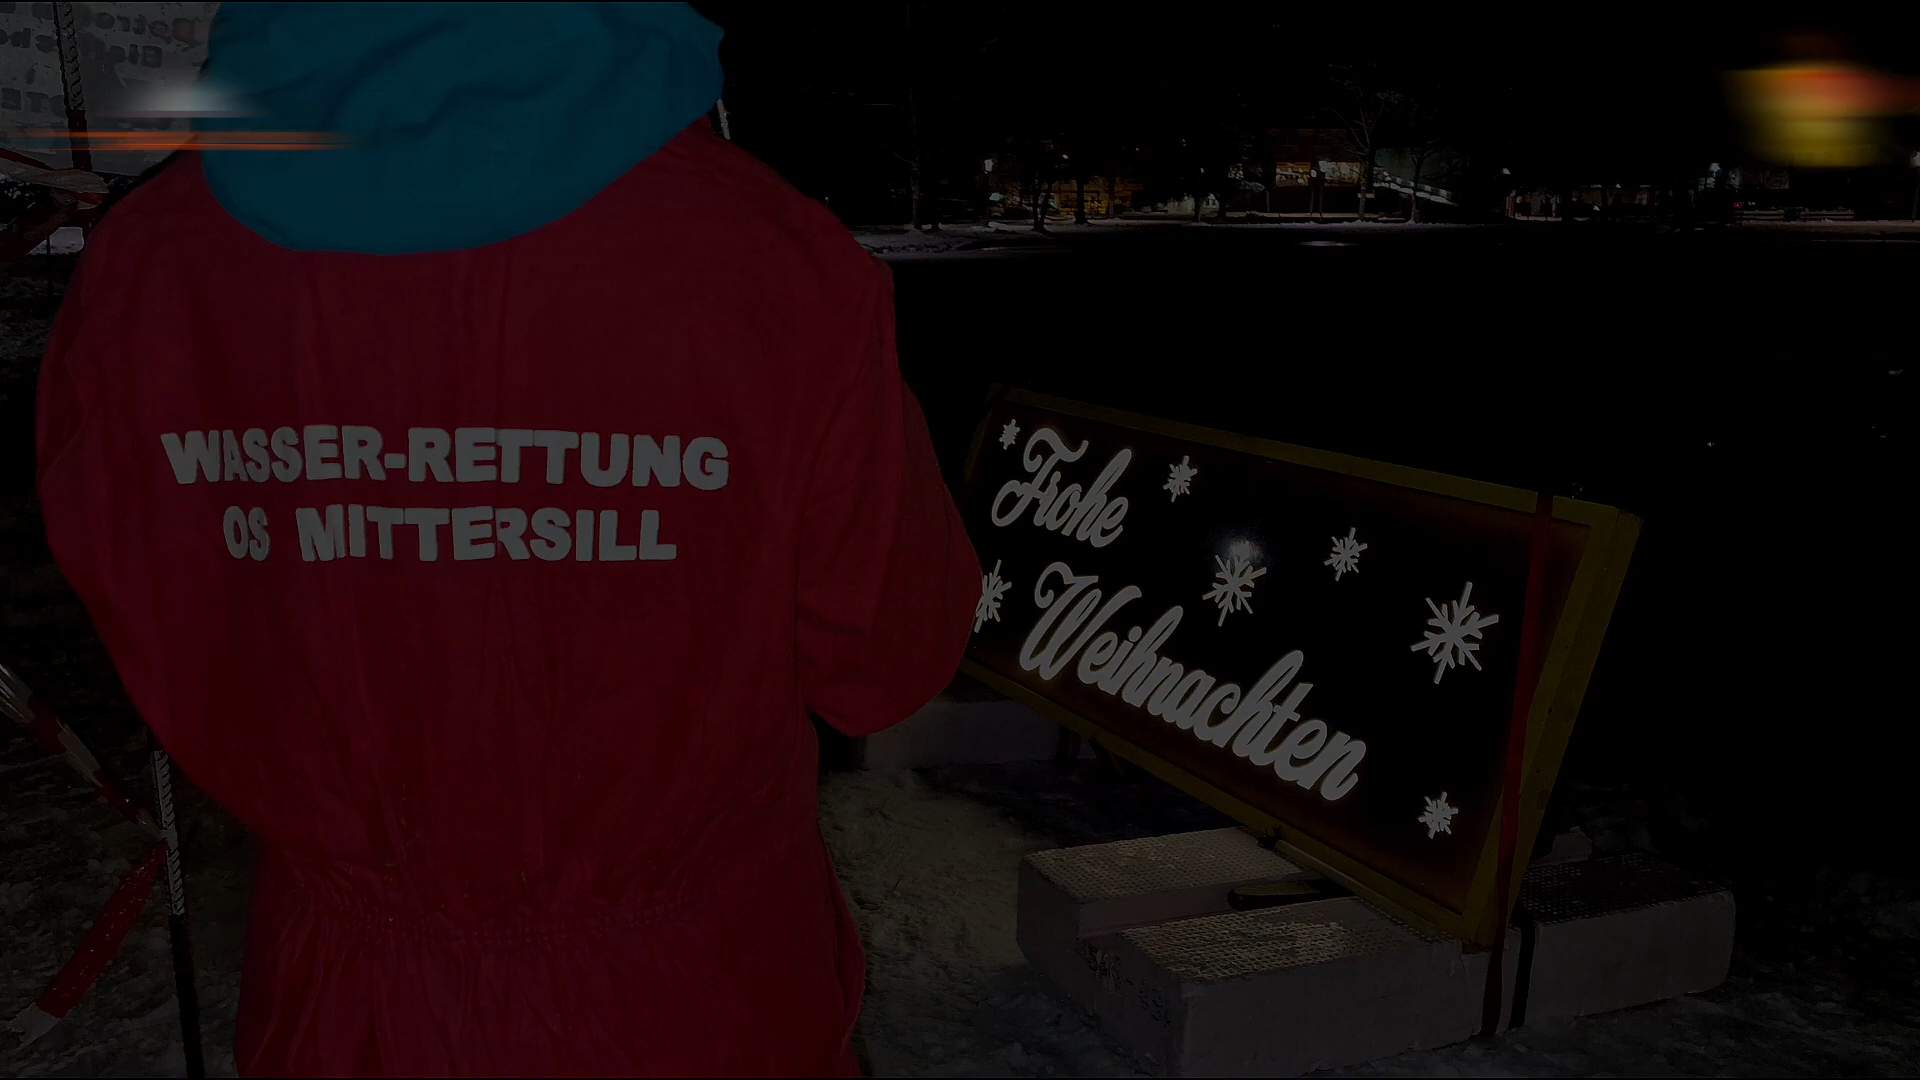 WASSER-RETTUNG
OS MITTERSILL
Frohe
Weihnachten